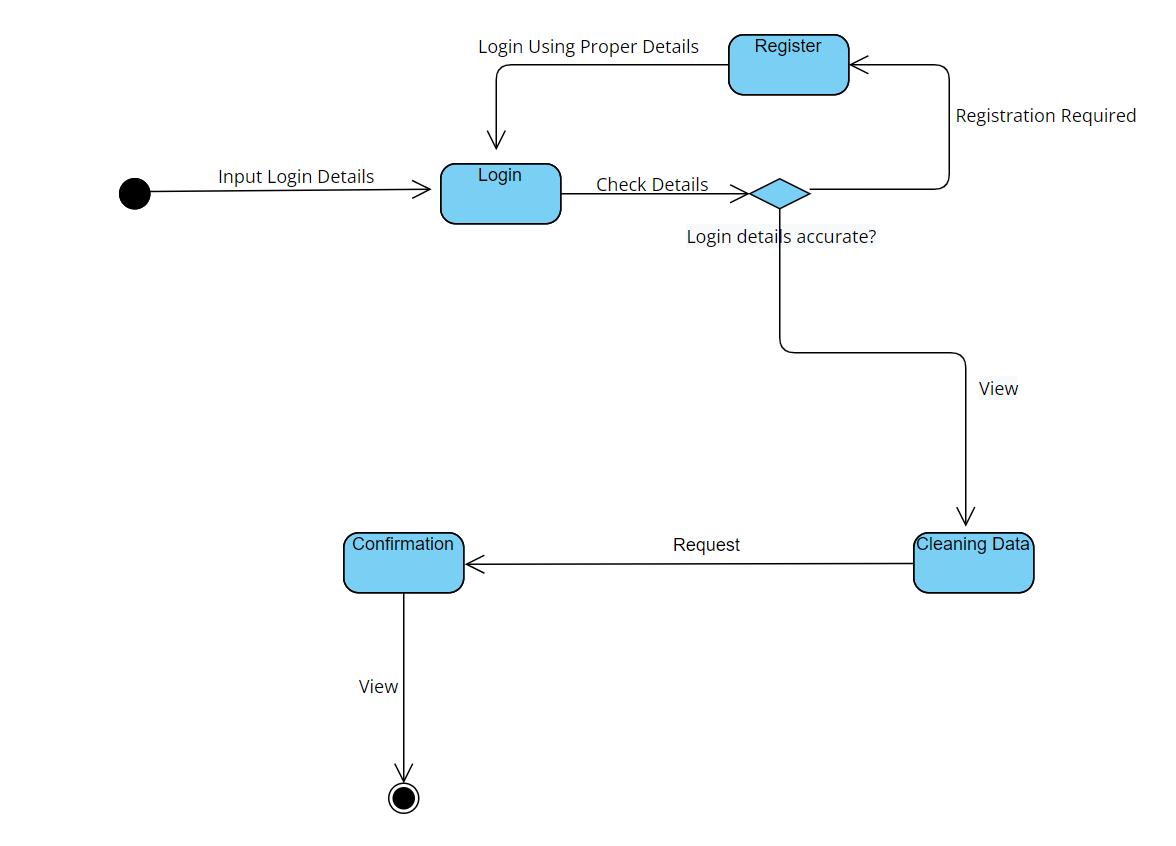 Login Using Proper Details
Register
Registration Required
Input Login Details
Login
Check Details
Login details accurate?
View
Confirmation
Request
Cleaning Data
View